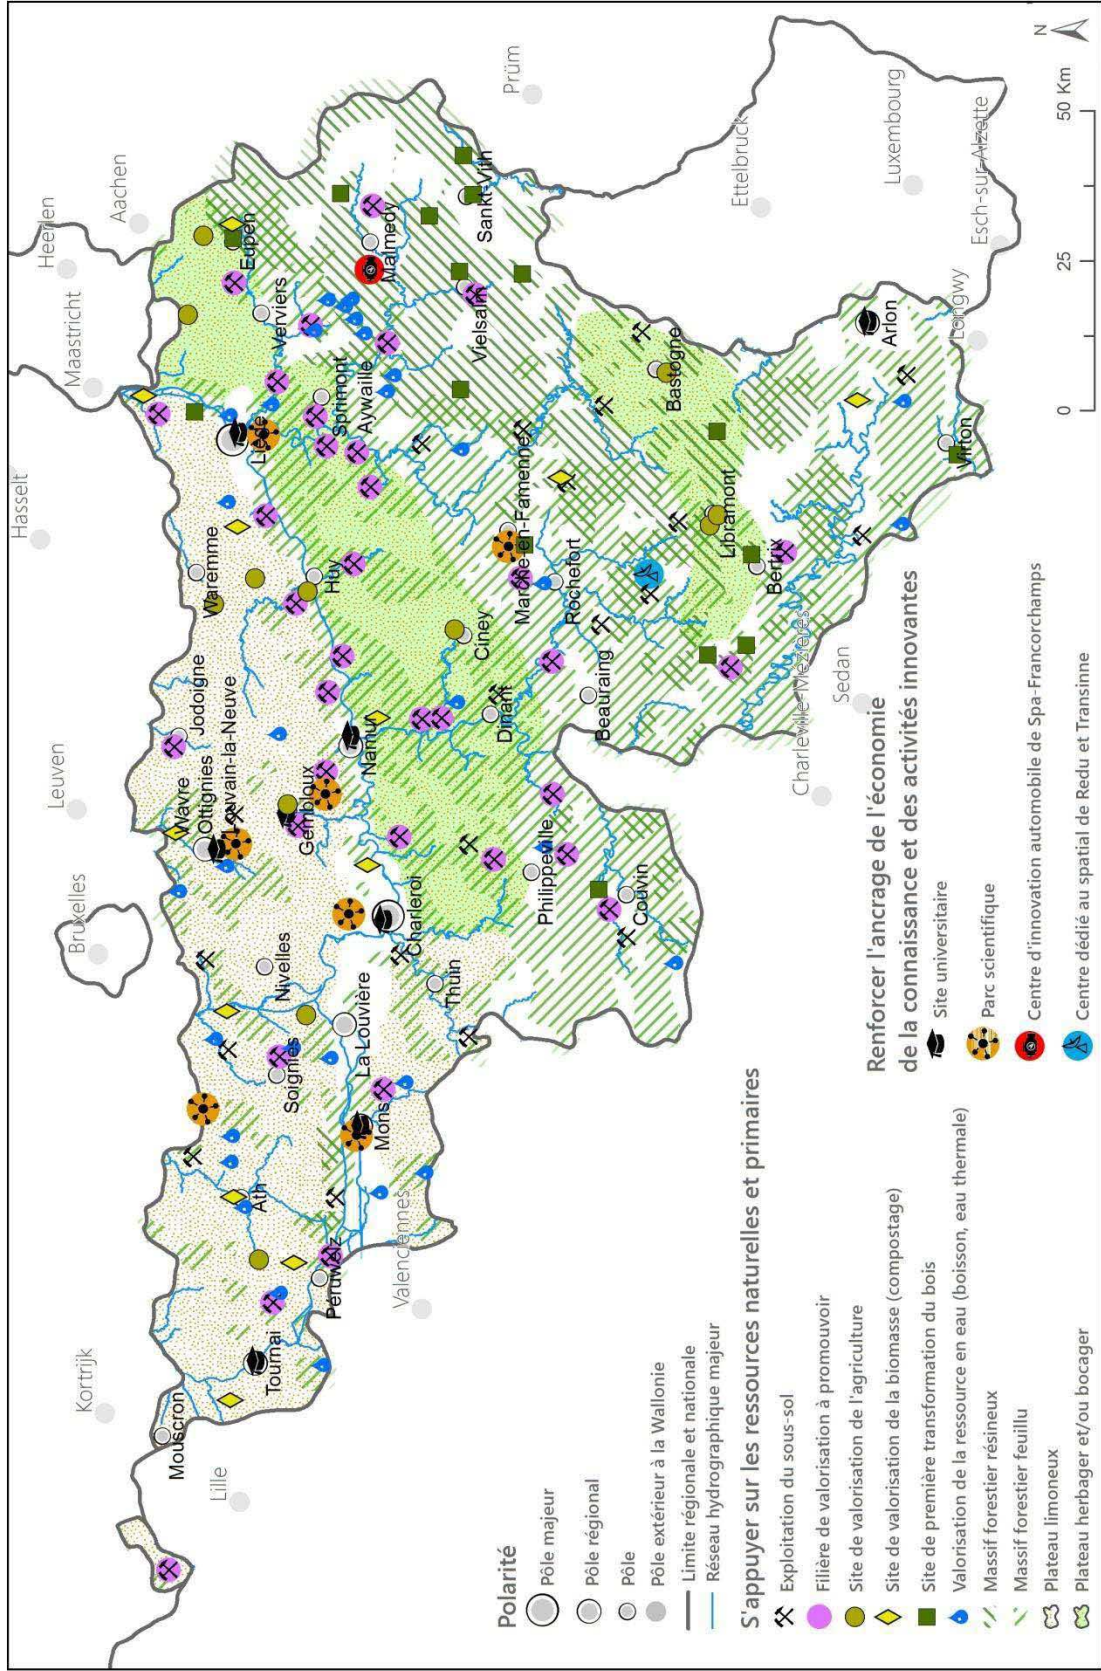 Polarité
Pôle majeur
Pôle régional
Pôle
Pôle extérieur à la Wallonie
Limite régionale et nationale
Réseau hydrographique majeur
S'appuyer sur les ressources naturelles et primaires
Exploitation du sous-sol
Filière de valorisation à promouvoir
Site de valorisation de l'agriculture
Site de valorisation de la biomasse (compostage)
Site de première transformation du bois
Valorisation de la ressource en eau (boisson, eau thermale)
Massif forestier résineux
Massif forestier feuillu
Plateau limoneux
Plateau herbager et/ou bocager
Renforcer l'ancrage de l'économie
de la connaissance et des activités innovantes
Site universitaire
Parc scientifique
Centre d'innovation automobile de Spa-Francorchamps
Centre dédié au spatial de Redu et Transinne
Lille
Kortrijk
Mouscron
Tournai
Péruwelz
Valenciennes
Ath
Mons
Soignies
La Louvière
Nivelles
Bruxelles
Thuin
Charleroi
Wavre
Ottignies
Louvain-la-Neuve
Gembloux
Leuven
Jodoigne
Namur
Philippeville
Couvin
Dinant
Beauraing
Ciney
Charleville-Mézières
Sedan
Huy
Waremme
Hasselt
Marche-en-Famenne
Rochefort
Libramont
Bertrix
Liège
Sprimont
Aywaille
Maastricht
Heerlen
Aachen
Verviers
Eupen
Malmedy
Vielsalm
Sankt-Vith
Prüm
Bastogne
Ettelbruck
Luxembourg
Esch-sur-Alzette
Longwy
Arlon
Virton
N
0
25
50 Km